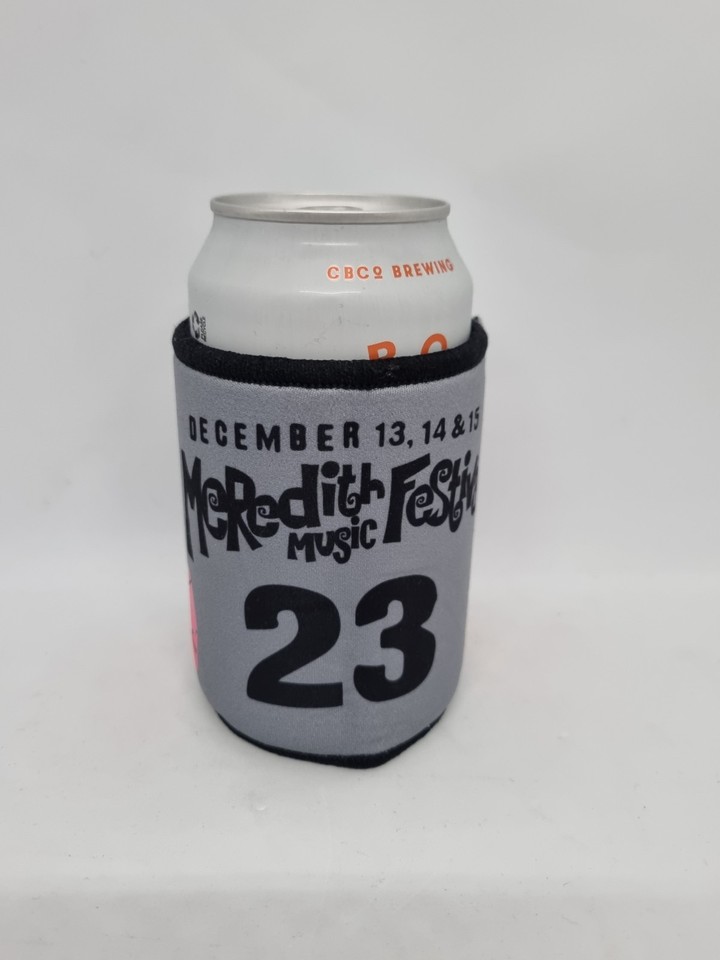 CBCo BREWING
DECEMBER 13, 14 & 15
MEREDITH
MUSIC
23